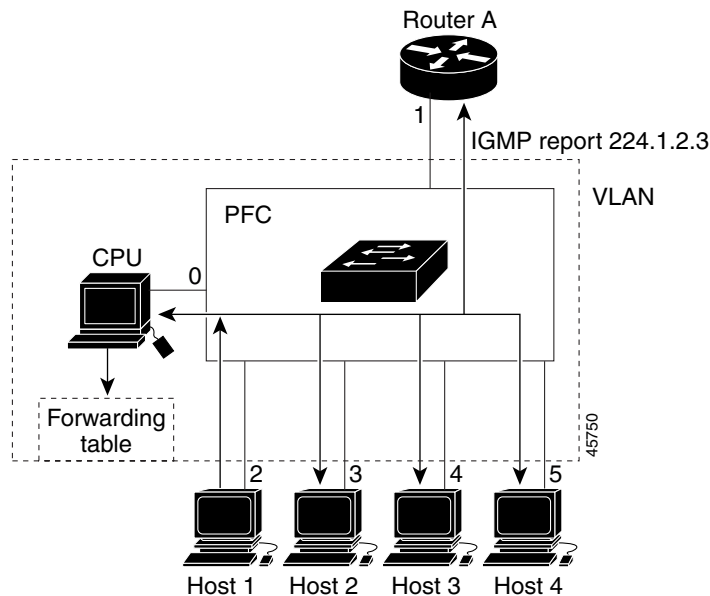 Router A
1
IGMP report 224.1.2.3
VLAN
PFC
CPU
0
Forwarding
table
45750
2
3
4
5
Host 1
Host 2
Host 3
Host 4